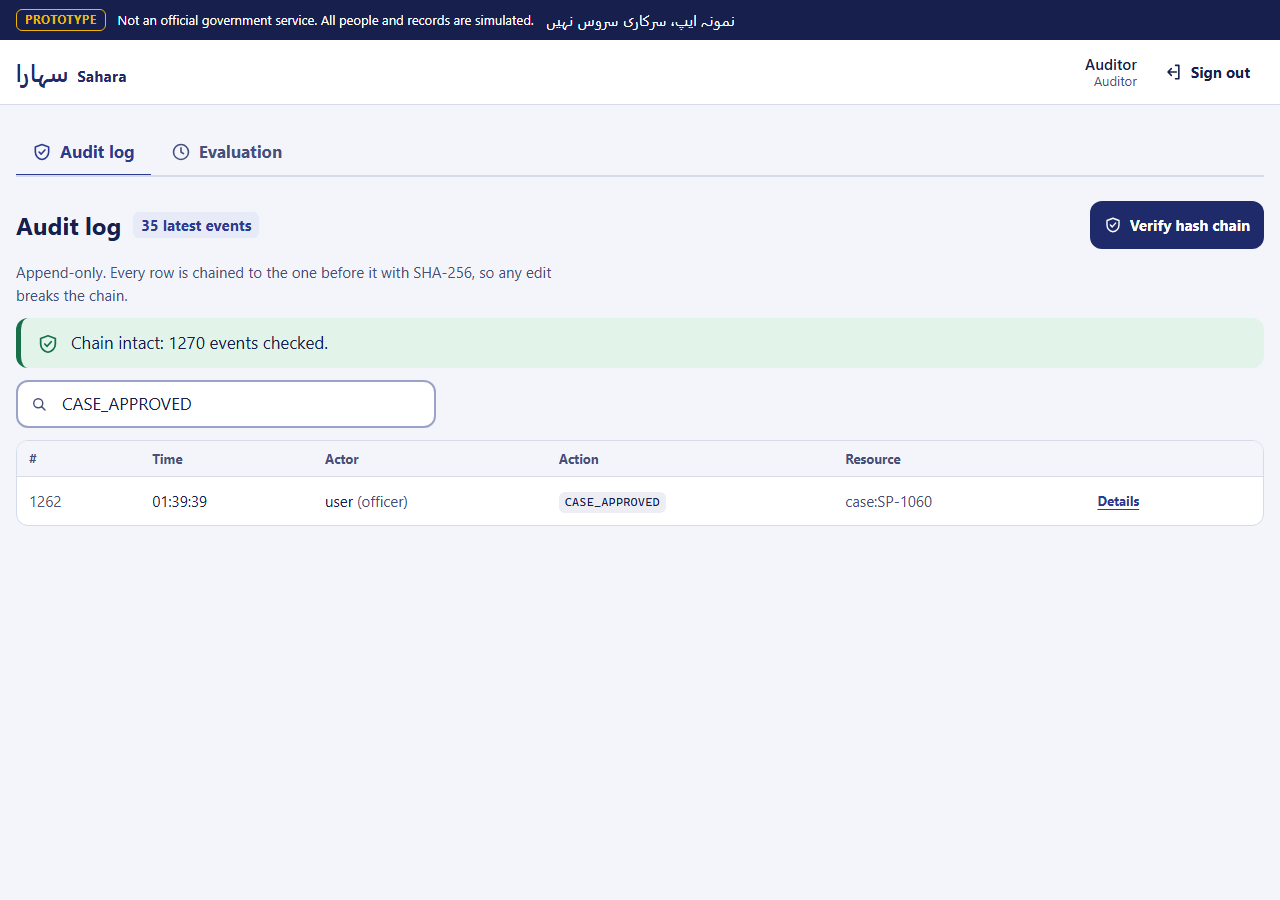 PROTOTYPE Not an official government service. All people and records are simulated. نمونہ ایپ، سرکاری سروس نہیں
سہارا Sahara
Auditor
Auditor
Sign out
Audit log Evaluation
Audit log 35 latest events
Verify hash chain
Append-only. Every row is chained to the one before it with SHA-256, so any edit
breaks the chain.
Chain intact: 1270 events checked.
CASE_APPROVED
# Time Actor Action Resource
1262 01:39:39 user (officer) CASE_APPROVED case:SP-1060 Details